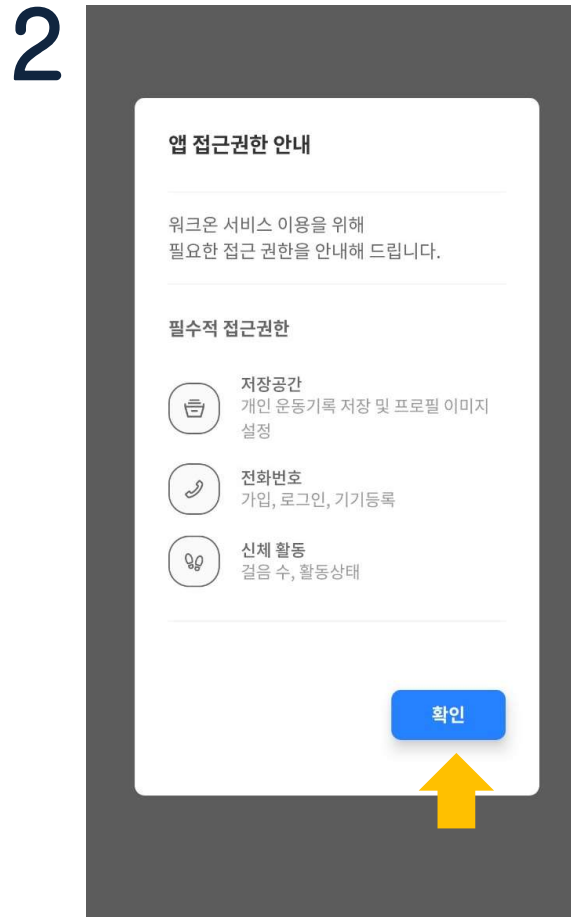 2
앱 접근권한 안내
워크온 서비스 이용을 위해
필요한 접근 권한을 안내해 드립니다.
필수적 접근권한
저장공간
개인 운동기록 저장 및 프로필 이미지
설정
전화번호
가입, 로그인, 기기등록
신체 활동
걸음 수, 활동상태
확인